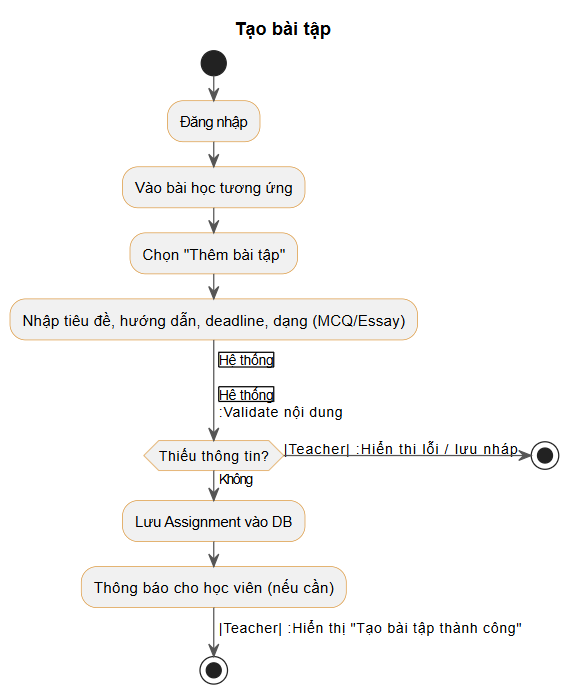 Tạo bài tập
Đăng nhập
Vào bài học tương ứng
Chọn "Thêm bài tập"
Nhập tiêu đề, hướng dẫn, deadline, dạng (MCQ/Essay)
Hệ thống
Hệ thống
:Validate nội dung
Thiếu thông tin?
|Teacher| :Hiển thi lỗi / lưu nháp
Không
Lưu Assignment vào DB
Thông báo cho học viên (nếu cần)
|Teacher| :Hiển thị "Tạo bài tập thành công"